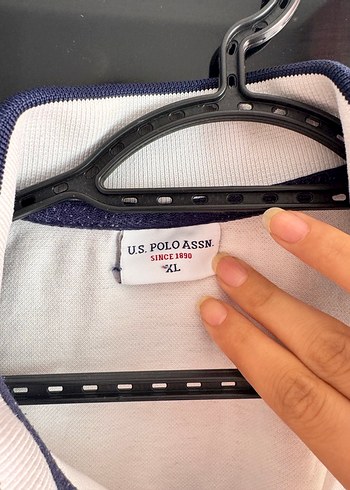 U.S. POLO ASSN.
SINCE 1890
XL